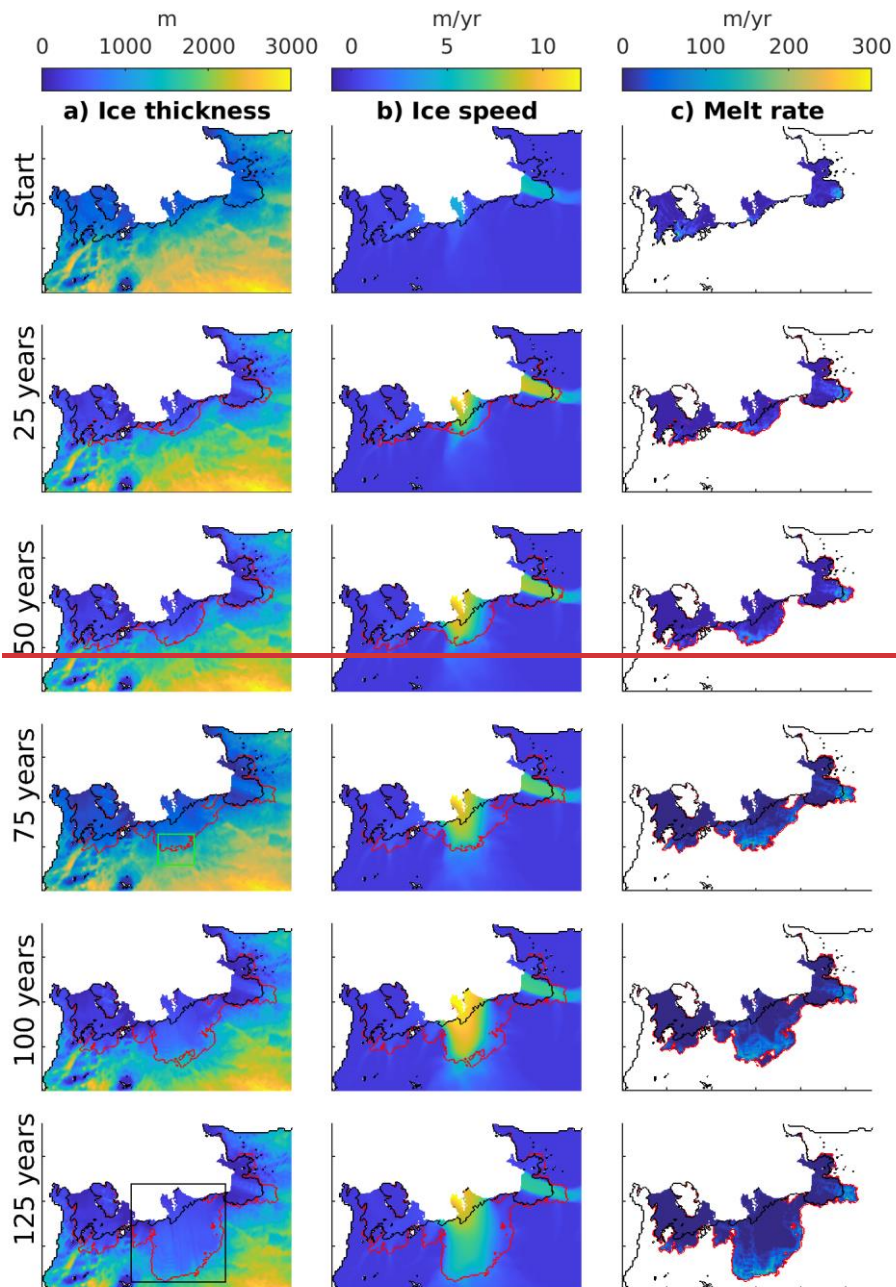 m m/yr m/yr
0 1000 2000 3000 0 5 10 0 100 200 300
a) Ice thickness b) Ice speed c) Melt rate
Start
25 years
50 years
75 years
100 years
125 years